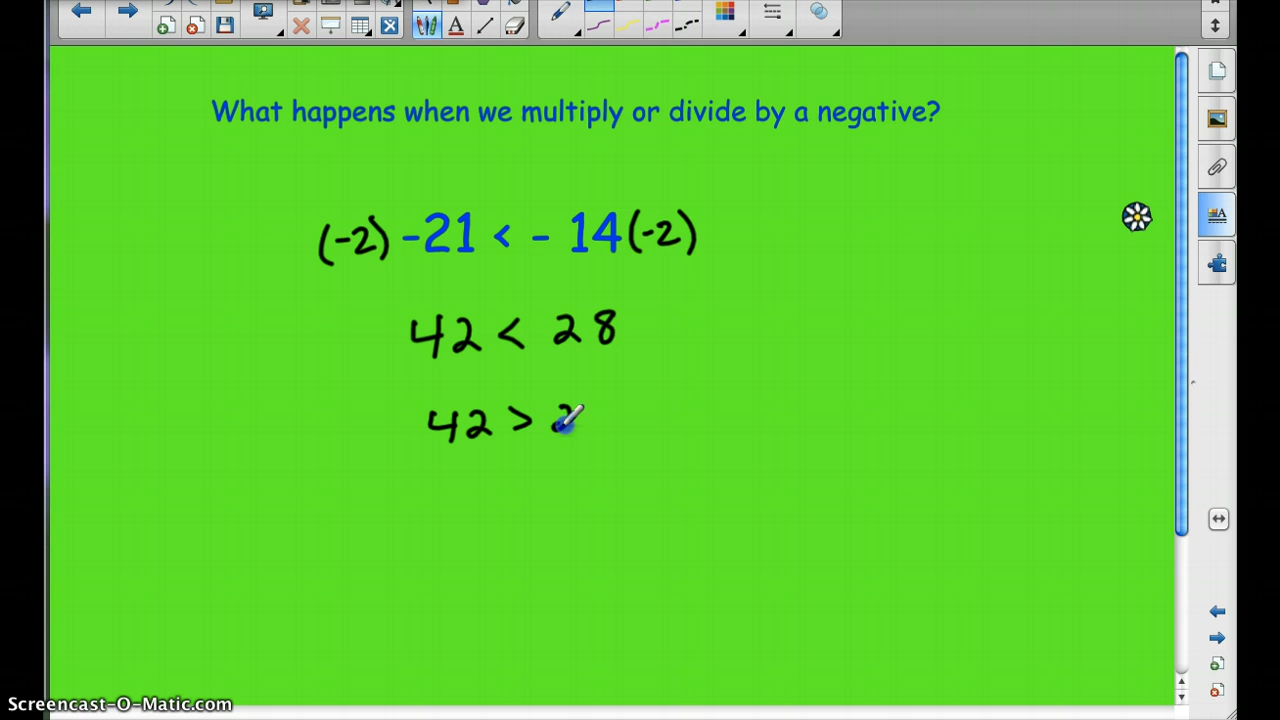 What happens when we multiply or divide by a negative?
(-2) -21 < - 14 (-2)
42 < 28
42 > 2
Screencast-O-Matic.com